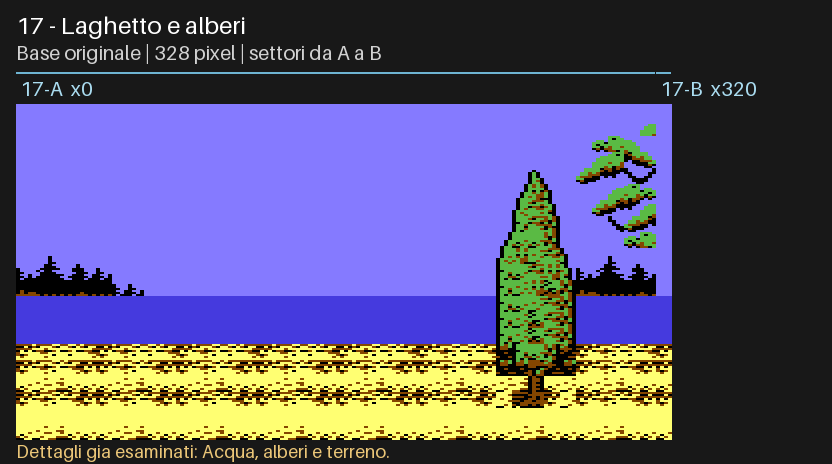 17 - Laghetto e alberi
Base originale | 328 pixel | settori da A a B
17-A x0
17-B x320
Dettagli gia esaminati: Acqua, alberi e terreno.